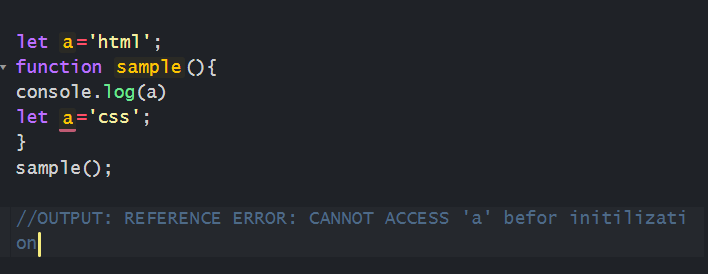 let a='html';
function sample(){
console.log(a)
let a='css';
}
sample();
//OUTPUT: REFERENCE ERROR: CANNOT ACCESS 'a' befor initilizati
on